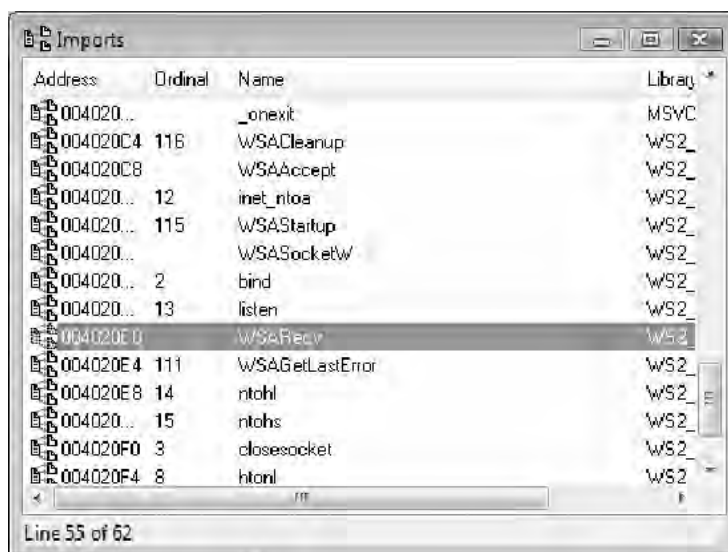 Imports
Address Ordinal Name Library
004020... _onexit MSVC
004020C4 116 WSACleanup WS2_
004020C8 WSAAccept WS2_
004020... 12 inet_ntoa WS2_
004020... 115 WSAStartup WS2_
004020... WSASocketW WS2_
004020... 2 bind WS2_
004020... 13 listen WS2_
004020E0 WSARecv WS2_
004020E4 111 WSAGetLastError WS2_
004020E8 14 ntohl WS2_
004020... 15 ntohs WS2_
004020F0 3 closesocket WS2_
004020F4 8 htonl WS2
Line 55 of 62